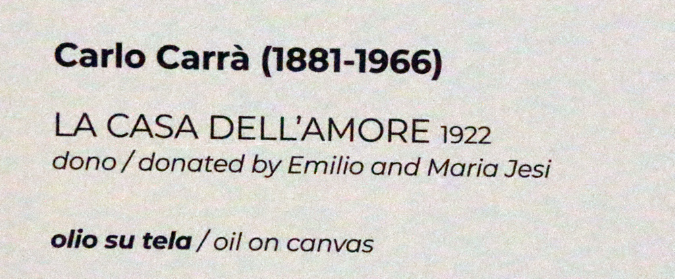 Carlo Carrà (1881-1966)
LA CASA DELL'AMORE 1922
dono / donated by Emilio and Maria Jesi
olio su tela / oil on canvas